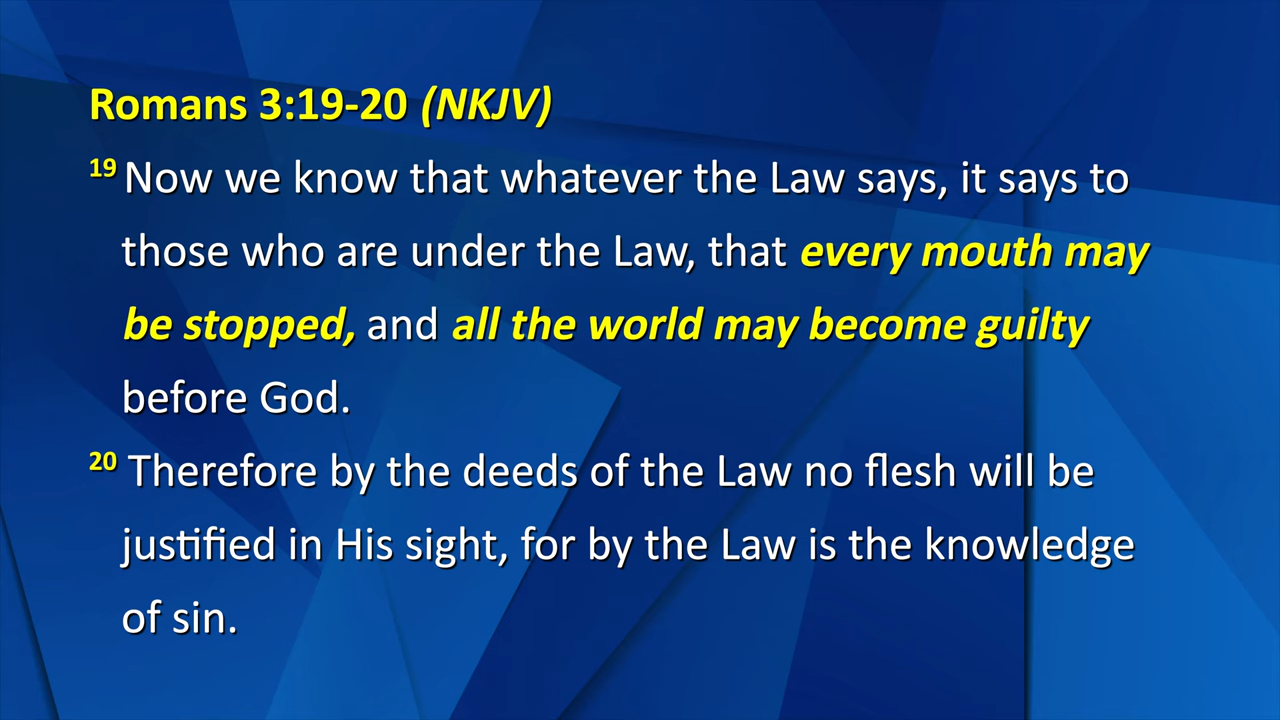 Romans 3:19-20 (NKJV)
19 Now we know that whatever the Law says, it says to
those who are under the Law, that every mouth may
be stopped, and all the world may become guilty
before God.
20 Therefore by the deeds of the Law no flesh will be
justified in His sight, for by the Law is the knowledge
of sin.